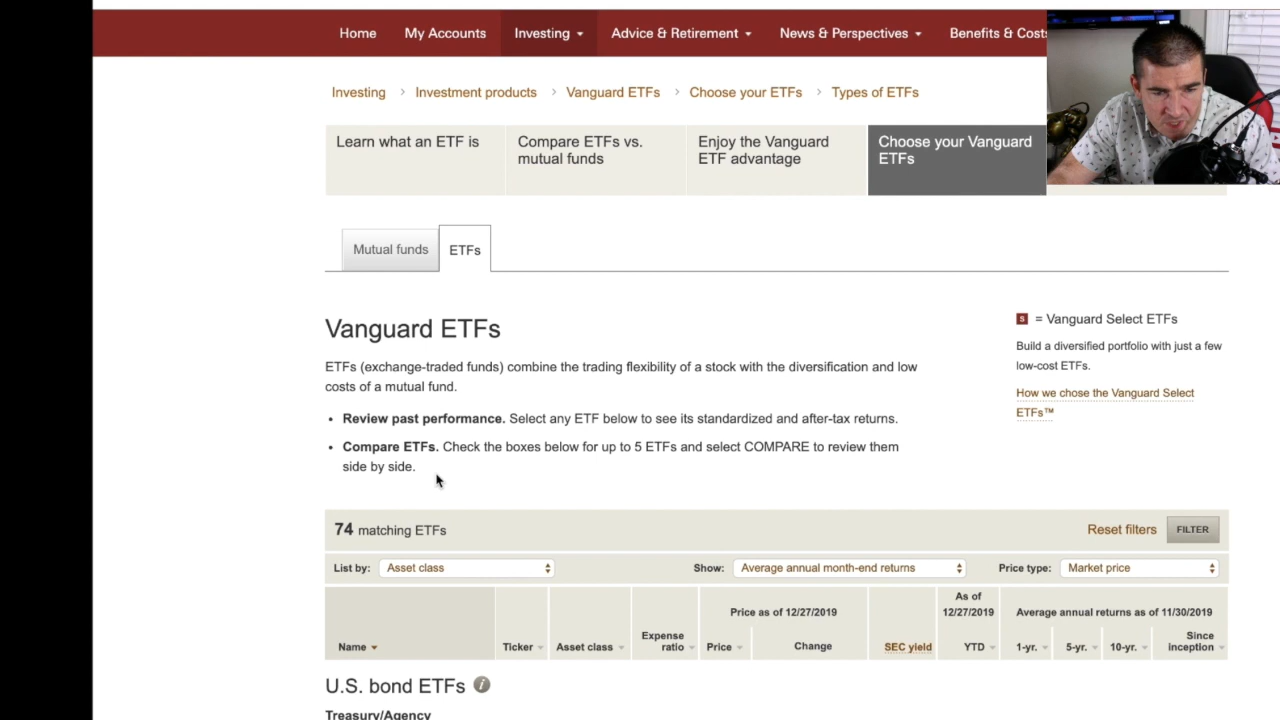 Home My Accounts Investing Advice & Retirement News & Perspectives Benefits & Costs
Investing > Investment products > Vanguard ETFs > Choose your ETFs > Types of ETFs
Learn what an ETF is
Compare ETFs vs.
mutual funds
Enjoy the Vanguard
ETF advantage
Choose your Vanguard
ETFs
Mutual funds ETFs
Vanguard ETFs
ETFs (exchange-traded funds) combine the trading flexibility of a stock with the diversification and low
costs of a mutual fund.
• Review past performance. Select any ETF below to see its standardized and after-tax returns.
• Compare ETFs. Check the boxes below for up to 5 ETFs and select COMPARE to review them
side by side.
S = Vanguard Select ETFs
Build a diversified portfolio with just a few
low-cost ETFs.
How we chose the Vanguard Select
ETFs™
74 matching ETFs Reset filters FILTER
List by: Asset class Show: Average annual month-end returns Price type: Market price
Name Ticker Asset class
Expense
ratio
Price as of 12/27/2019
Price Change
SEC yield
As of
12/27/2019
YTD
Average annual returns as of 11/30/2019
1-yr. 5-yr. 10-yr.
Since
inception
U.S. bond ETFs i
Treasury/Agency